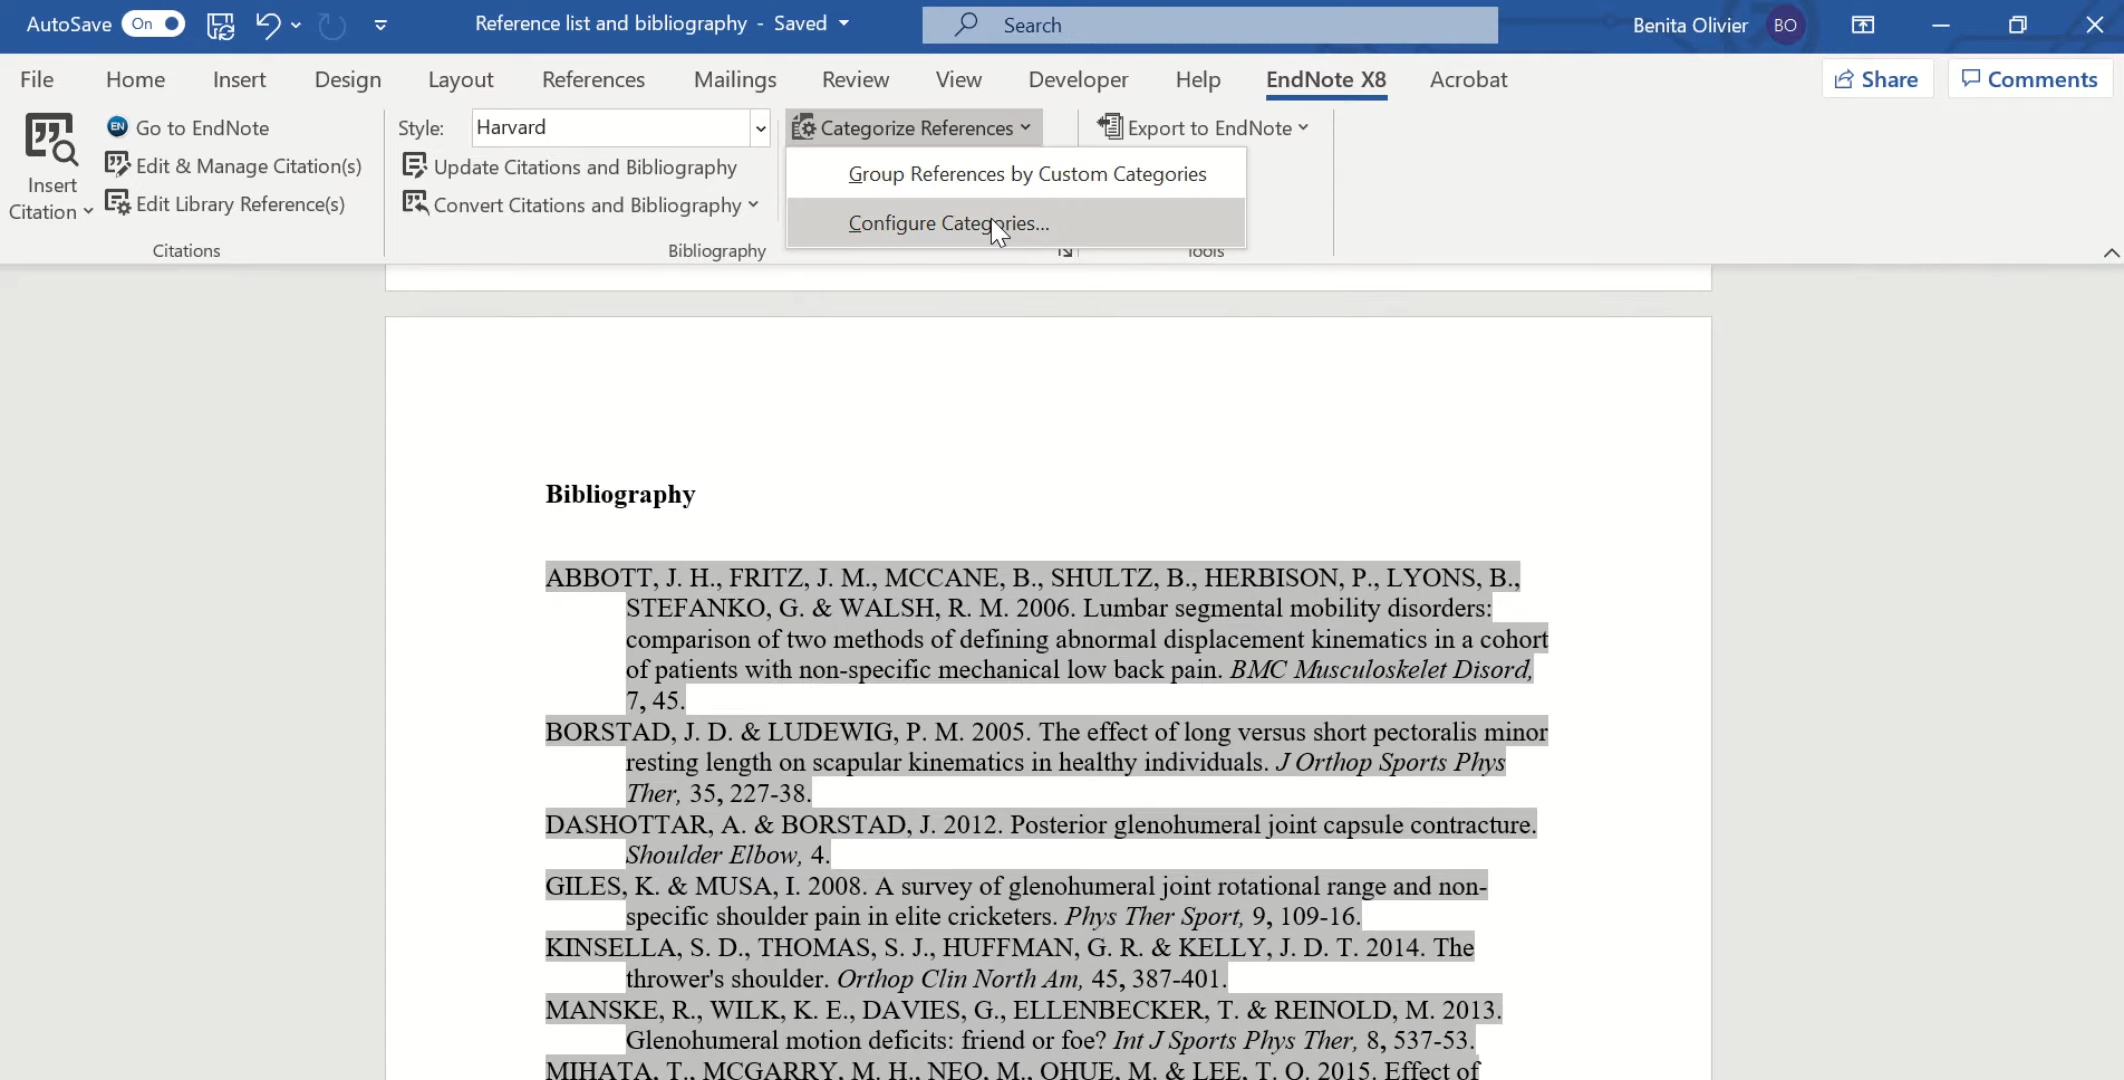 AutoSave On Reference list and bibliography - Saved Search Benita Olivier BO
File Home Insert Design Layout References Mailings Review View Developer Help EndNote X8 Acrobat Share Comments
Insert
Citation
EN Go to EndNote
Edit & Manage Citation(s)
Edit Library Reference(s)
Citations
Style: Harvard
Update Citations and Bibliography
Convert Citations and Bibliography
Bibliography
Categorize References
Group References by Custom Categories
Configure Categories...
Export to EndNote
Tools
Bibliography
ABBOTT, J. H., FRITZ, J. M., MCCANE, B., SHULTZ, B., HERBISON, P., LYONS, B.,
STEFANKO, G. & WALSH, R. M. 2006. Lumbar segmental mobility disorders:
comparison of two methods of defining abnormal displacement kinematics in a cohort
of patients with non-specific mechanical low back pain. BMC Musculoskelet Disord,
7, 45.
BORSTAD, J. D. & LUDEWIG, P. M. 2005. The effect of long versus short pectoralis minor
resting length on scapular kinematics in healthy individuals. J Orthop Sports Phys
Ther, 35, 227-38.
DASHOTTAR, A. & BORSTAD, J. 2012. Posterior glenohumeral joint capsule contracture.
Shoulder Elbow, 4.
GILES, K. & MUSA, I. 2008. A survey of glenohumeral joint rotational range and non-
specific shoulder pain in elite cricketers. Phys Ther Sport, 9, 109-16.
KINSELLA, S. D., THOMAS, S. J., HUFFMAN, G. R. & KELLY, J. D. T. 2014. The
thrower's shoulder. Orthop Clin North Am, 45, 387-401.
MANSKE, R., WILK, K. E., DAVIES, G., ELLENBECKER, T. & REINOLD, M. 2013.
Glenohumeral motion deficits: friend or foe? Int J Sports Phys Ther, 8, 537-53.
MIHATA, T., MCGARRY, M. H., NEO, M., OHUE, M. & LEE, T. Q. 2015. Effect of